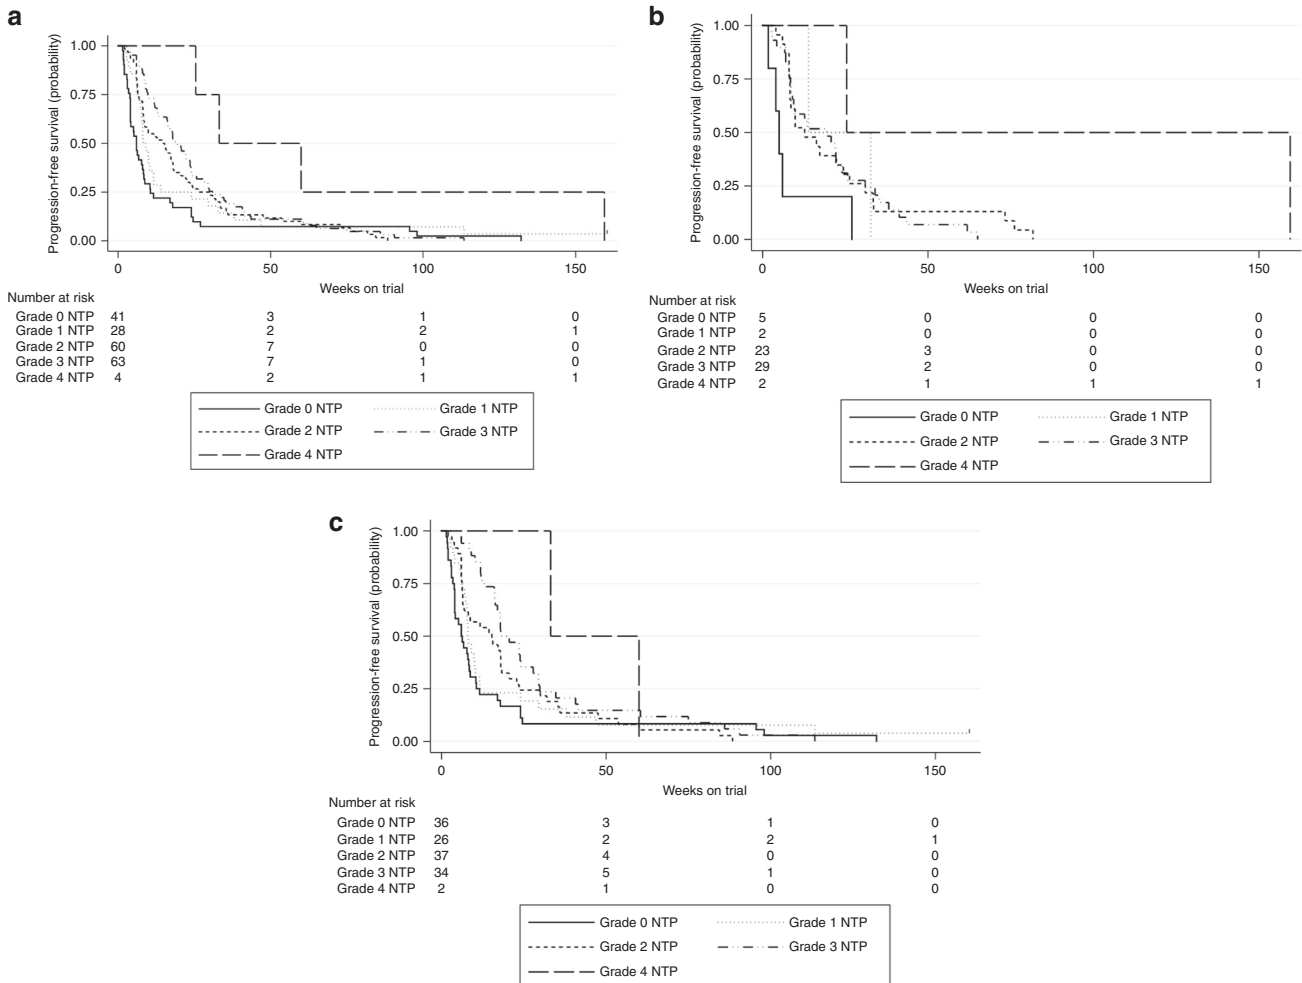 a
Progression-free survival (probability)
1.00
0.75
0.50
0.25
0.00
0 50 100 150
Weeks on trial
Number at risk
Grade 0 NTP 41 3 1 0
Grade 1 NTP 28 2 2 1
Grade 2 NTP 60 7 0 0
Grade 3 NTP 63 7 1 0
Grade 4 NTP 4 2 1 1
Grade 0 NTP Grade 1 NTP
Grade 2 NTP Grade 3 NTP
Grade 4 NTP
b
Progression-free survival (probability)
1.00
0.75
0.50
0.25
0.00
0 50 100 150
Weeks on trial
Number at risk
Grade 0 NTP 5 0 0 0
Grade 1 NTP 2 0 0 0
Grade 2 NTP 23 3 0 0
Grade 3 NTP 29 2 0 0
Grade 4 NTP 2 1 1 1
Grade 0 NTP Grade 1 NTP
Grade 2 NTP Grade 3 NTP
Grade 4 NTP
c
Progression-free survival (probability)
1.00
0.75
0.50
0.25
0.00
0 50 100 150
Weeks on trial
Number at risk
Grade 0 NTP 36 3 1 0
Grade 1 NTP 26 2 2 1
Grade 2 NTP 37 4 0 0
Grade 3 NTP 34 5 1 0
Grade 4 NTP 2 1 0 0
Grade 0 NTP Grade 1 NTP
Grade 2 NTP Grade 3 NTP
Grade 4 NTP